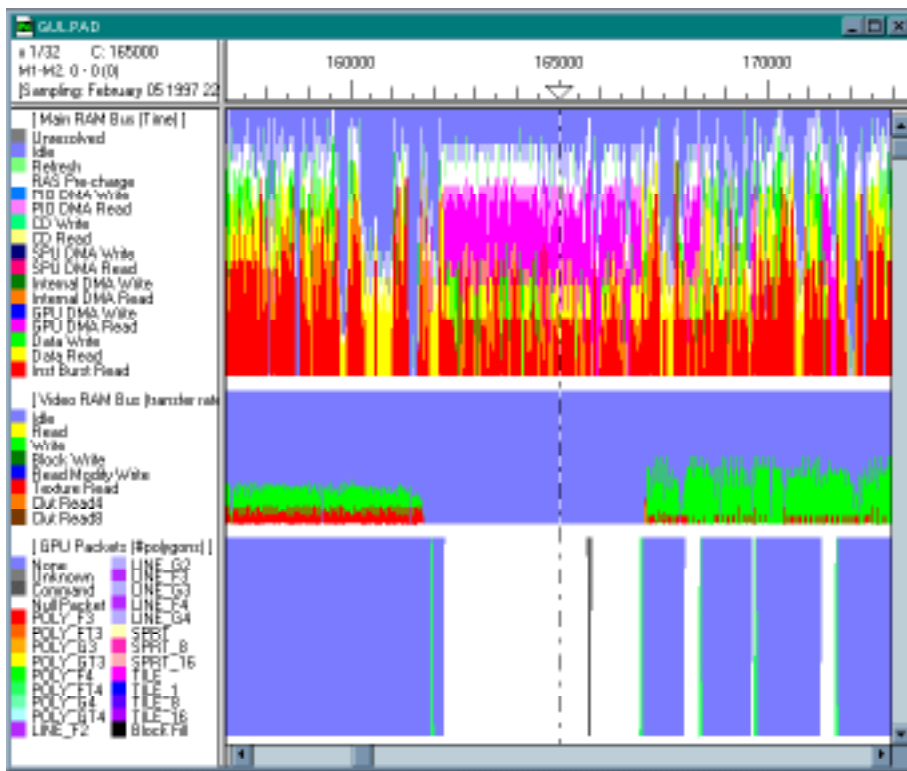 GUI.PAD
x 1/32 C: 165000
M1-M2: 0 - 0 (0)
[Sampling: February 05 1997 22
160000 165000 170000
[ Main RAM Bus (Time) ]
Unresolved
Idle
Refresh
RAS Pre-charge
PIO DMA Write
PIO DMA Read
CD Write
CD Read
SPU DMA Write
SPU DMA Read
Internal DMA Write
Internal DMA Read
GPU DMA Write
GPU DMA Read
Data Write
Data Read
Inst Burst Read
[ Video RAM Bus (transfer rate
Idle
Read
Write
Block Write
Read Modify Write
Texture Read
Clut Read4
Clut Read8
[ GPU Packets (#polygons) ]
None LINE_G2
Unknown LINE_F3
Command LINE_G3
Null Packet LINE_F4
POLY_F3 LINE_G4
POLY_FT3 SPRT
POLY_G3 SPRT_8
POLY_GT3 SPRT_16
POLY_F4 TILE
POLY_FT4 TILE_1
POLY_G4 TILE_8
POLY_GT4 TILE_16
LINE_F2 Block Fill